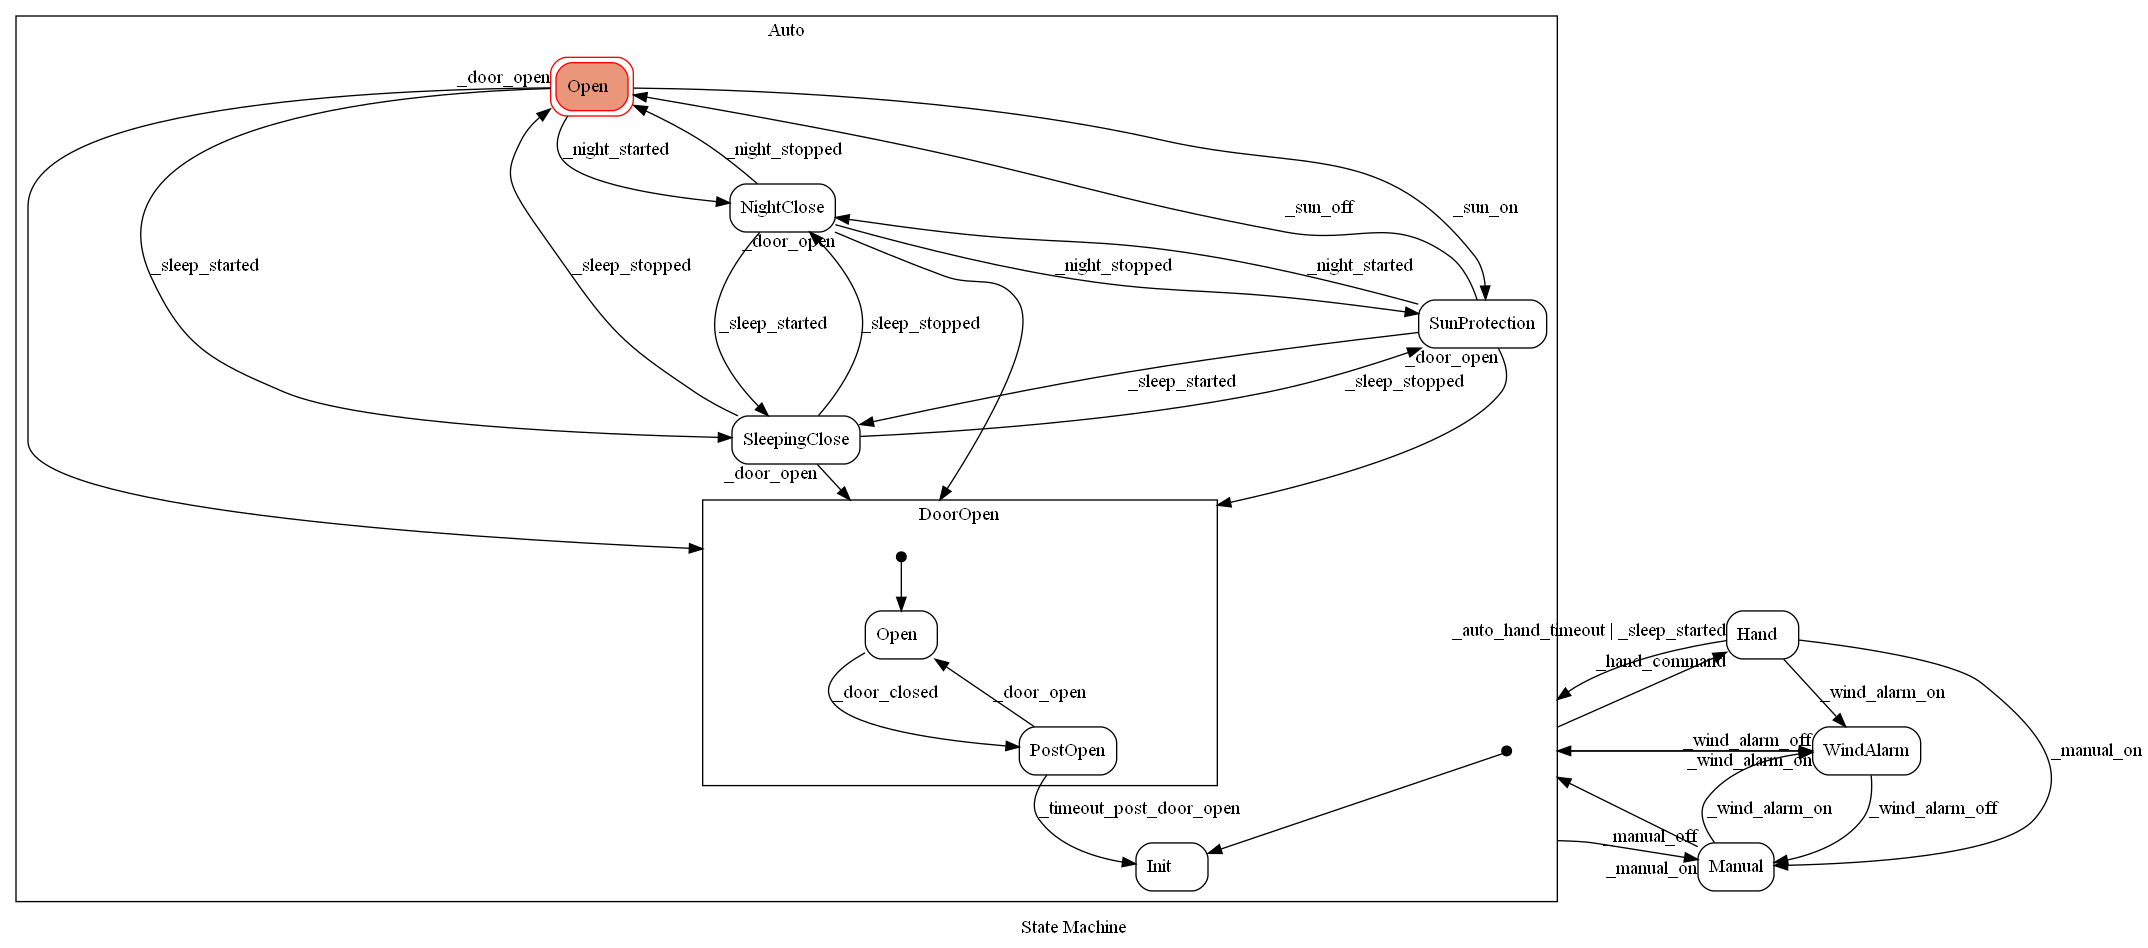 Auto
_door_open
Open
_night_started
_night_stopped
NightClose
_sun_off
_sun_on
_door_open
_sleep_started
_sleep_stopped
_night_stopped
_night_started
_sleep_started
_sleep_stopped
SunProtection
_door_open
_sleep_started
_sleep_stopped
SleepingClose
_door_open
DoorOpen
Open
_auto_hand_timeout | _sleep_started
Hand
_hand_command
_door_closed
_door_open
_wind_alarm_on
PostOpen
_wind_alarm_off
WindAlarm
_manual_on
_wind_alarm_on
_timeout_post_door_open
_wind_alarm_on
_wind_alarm_off
_manual_off
Init
Manual
_manual_on
State Machine